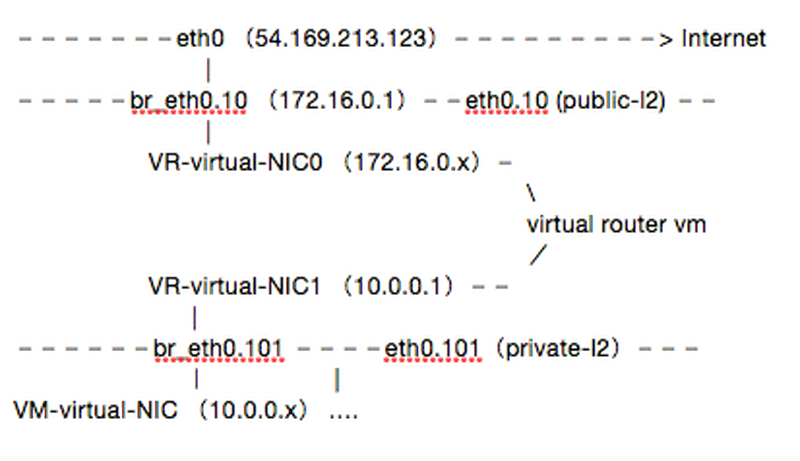 - - - - - - - eth0 （54.169.213.123） - - - - - - - - -> Internet
|
- - - - - br_eth0.10 （172.16.0.1） - - eth0.10 (public-l2) - -
|
VR-virtual-NIC0 （172.16.0.x） -
\
virtual router vm
/
VR-virtual-NIC1 （10.0.0.1） - -
|
- - - - - - br_eth0.101 - - - - eth0.101（private-l2） - - -
| |
VM-virtual-NIC （10.0.0.x） ....